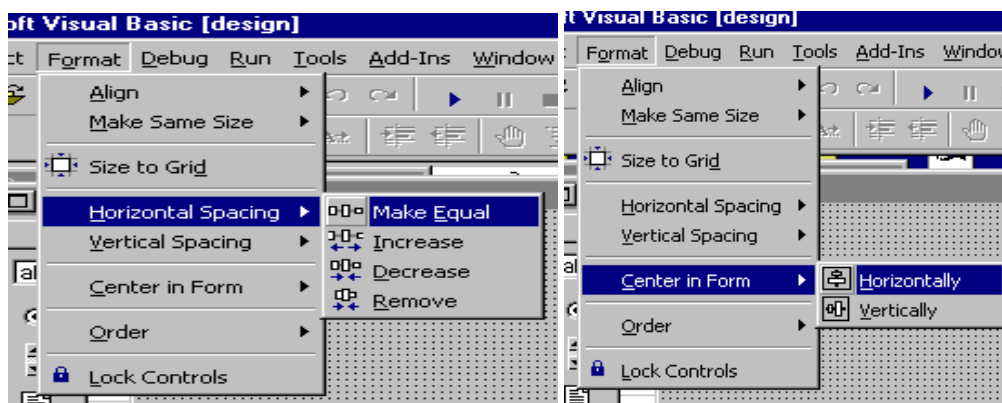 oft Visual Basic [design]
ct Format Debug Run Tools Add-Ins Window
Align
Make Same Size
Size to Grid
Horizontal Spacing
Make Equal
Vertical Spacing
Increase
Decrease
Center in Form
Remove
Order
Lock Controls
ft Visual Basic [design]
Format Debug Run Tools Add-Ins Windo
Align
Make Same Size
Size to Grid
Horizontal Spacing
Vertical Spacing
Center in Form
Horizontally
Vertically
Order
Lock Controls